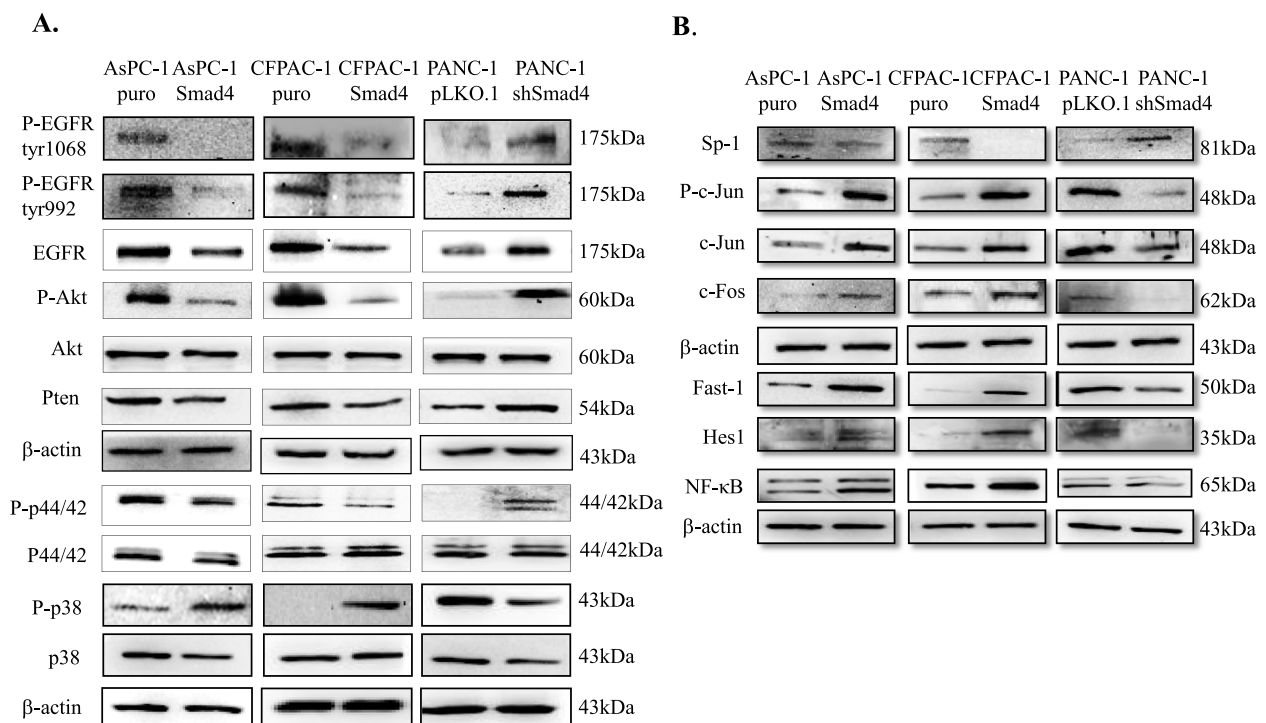 A.
AsPC-1 AsPC-1 CFPAC-1 CFPAC-1 PANC-1 PANC-1
puro Smad4 puro Smad4 pLKO.1 shSmad4
P-EGFR
tyr1068 175kDa
P-EGFR
tyr992 175kDa
EGFR 175kDa
P-Akt 60kDa
Akt 60kDa
Pten 54kDa
β-actin 43kDa
P-p44/42 44/42kDa
P44/42 44/42kDa
P-p38 43kDa
p38 43kDa
β-actin 43kDa
B.
AsPC-1 AsPC-1 CFPAC-1 CFPAC-1 PANC-1 PANC-1
puro Smad4 puro Smad4 pLKO.1 shSmad4
Sp-1 81kDa
P-c-Jun 48kDa
c-Jun 48kDa
c-Fos 62kDa
β-actin 43kDa
Fast-1 50kDa
Hes1 35kDa
NF-κB 65kDa
β-actin 43kDa